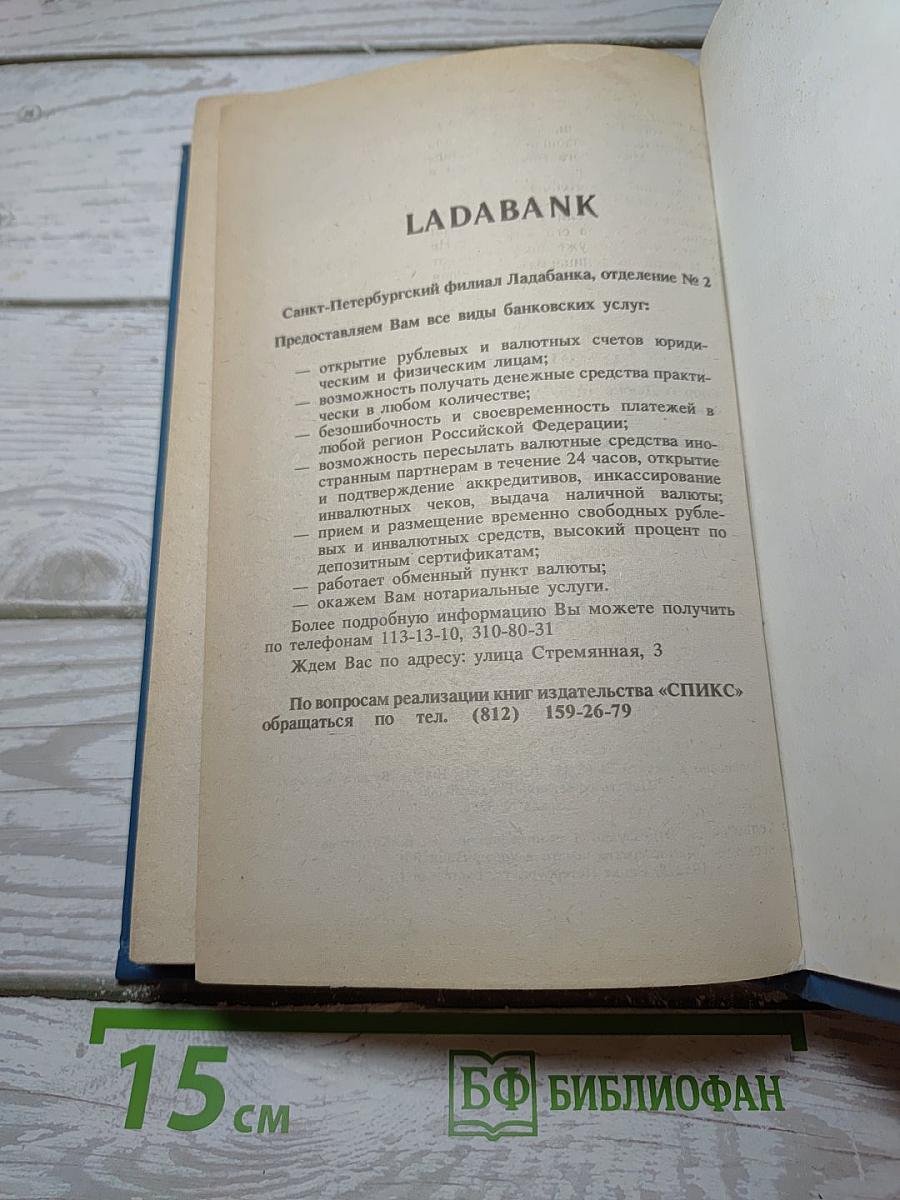 LADABANK
Санкт-Петербургский филиал Ладабанка, отделение № 2
Предоставляем Вам все виды банковских услуг:
— открытие рублевых и валютных счетов юриди-
ческим и физическим лицам;
— возможность получать денежные средства практи-
чески в любом количестве;
— безошибочность и своевременность платежей в
любой регион Российской Федерации;
— возможность пересылать валютные средства ино-
странным партнерам в течение 24 часов, открытие
и подтверждение аккредитивов, инкассирование
инвалютных чеков, выдача наличной валюты;
— прием и размещение временно свободных рубле-
вых и инвалютных средств, высокий процент по
депозитным сертификатам;
— работает обменный пункт валюты;
— окажем Вам нотариальные услуги.
Более подробную информацию Вы можете получить
по телефонам 113-13-10, 310-80-31
Ждем Вас по адресу: улица Стремянная, 3
По вопросам реализации книг издательства «СПИКС»
обращаться по тел. (812) 159-26-79
15 см
БФ БИБЛИОФАН